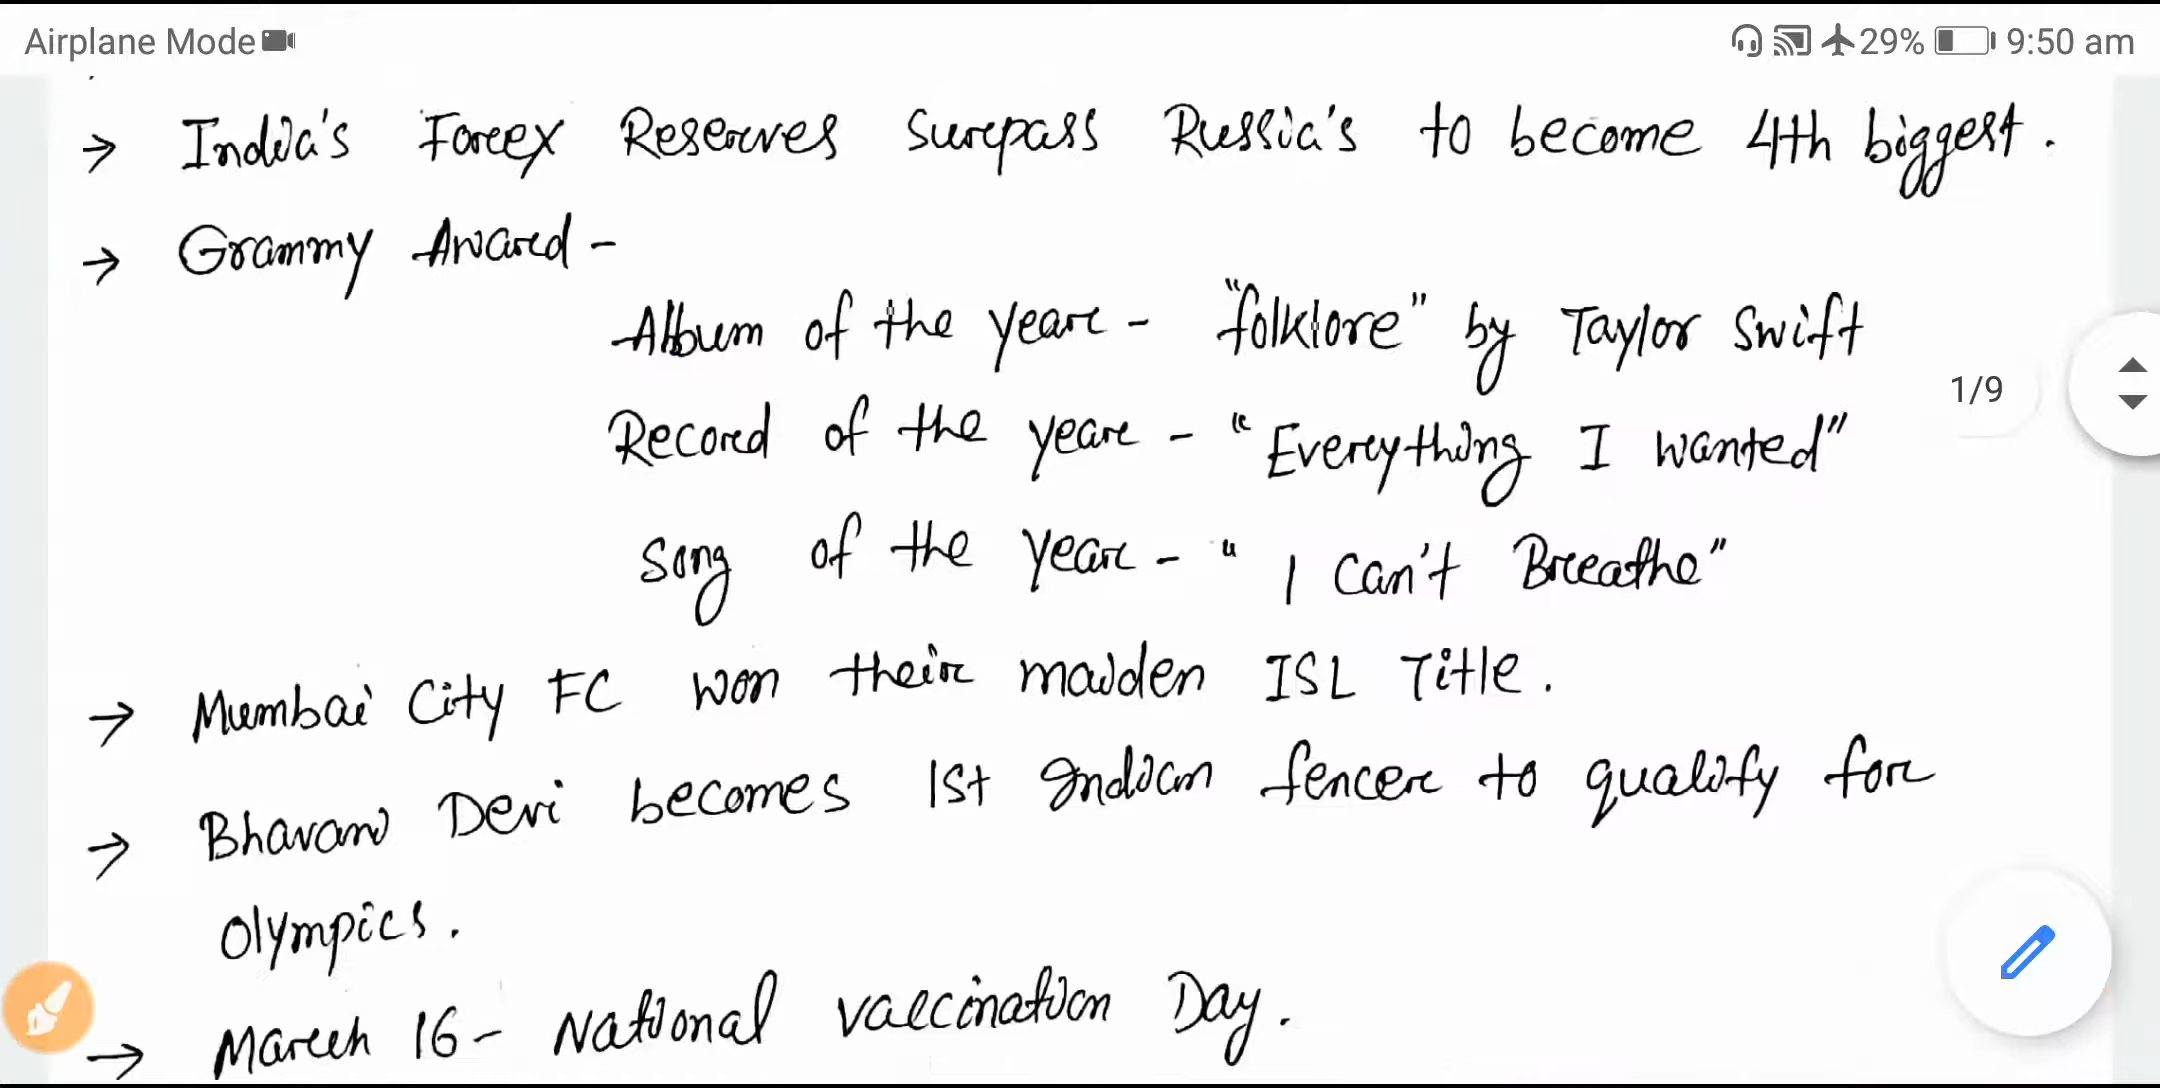 Airplane Mode 29% 9:50 am
→ India's Forex Reserves Surpass Russia's to become 4th biggest.
→ Grammy Award -
Album of the year - "folklore" by Taylor Swift
1/9
Record of the year - "Everything I wanted"
Song of the year - "I Can't Breathe"
→ Mumbai City FC won their maiden ISL Title.
→ Bhavani Devi becomes 1st Indian fencer to qualify for
Olympics.
→ March 16 - National vaccination Day.